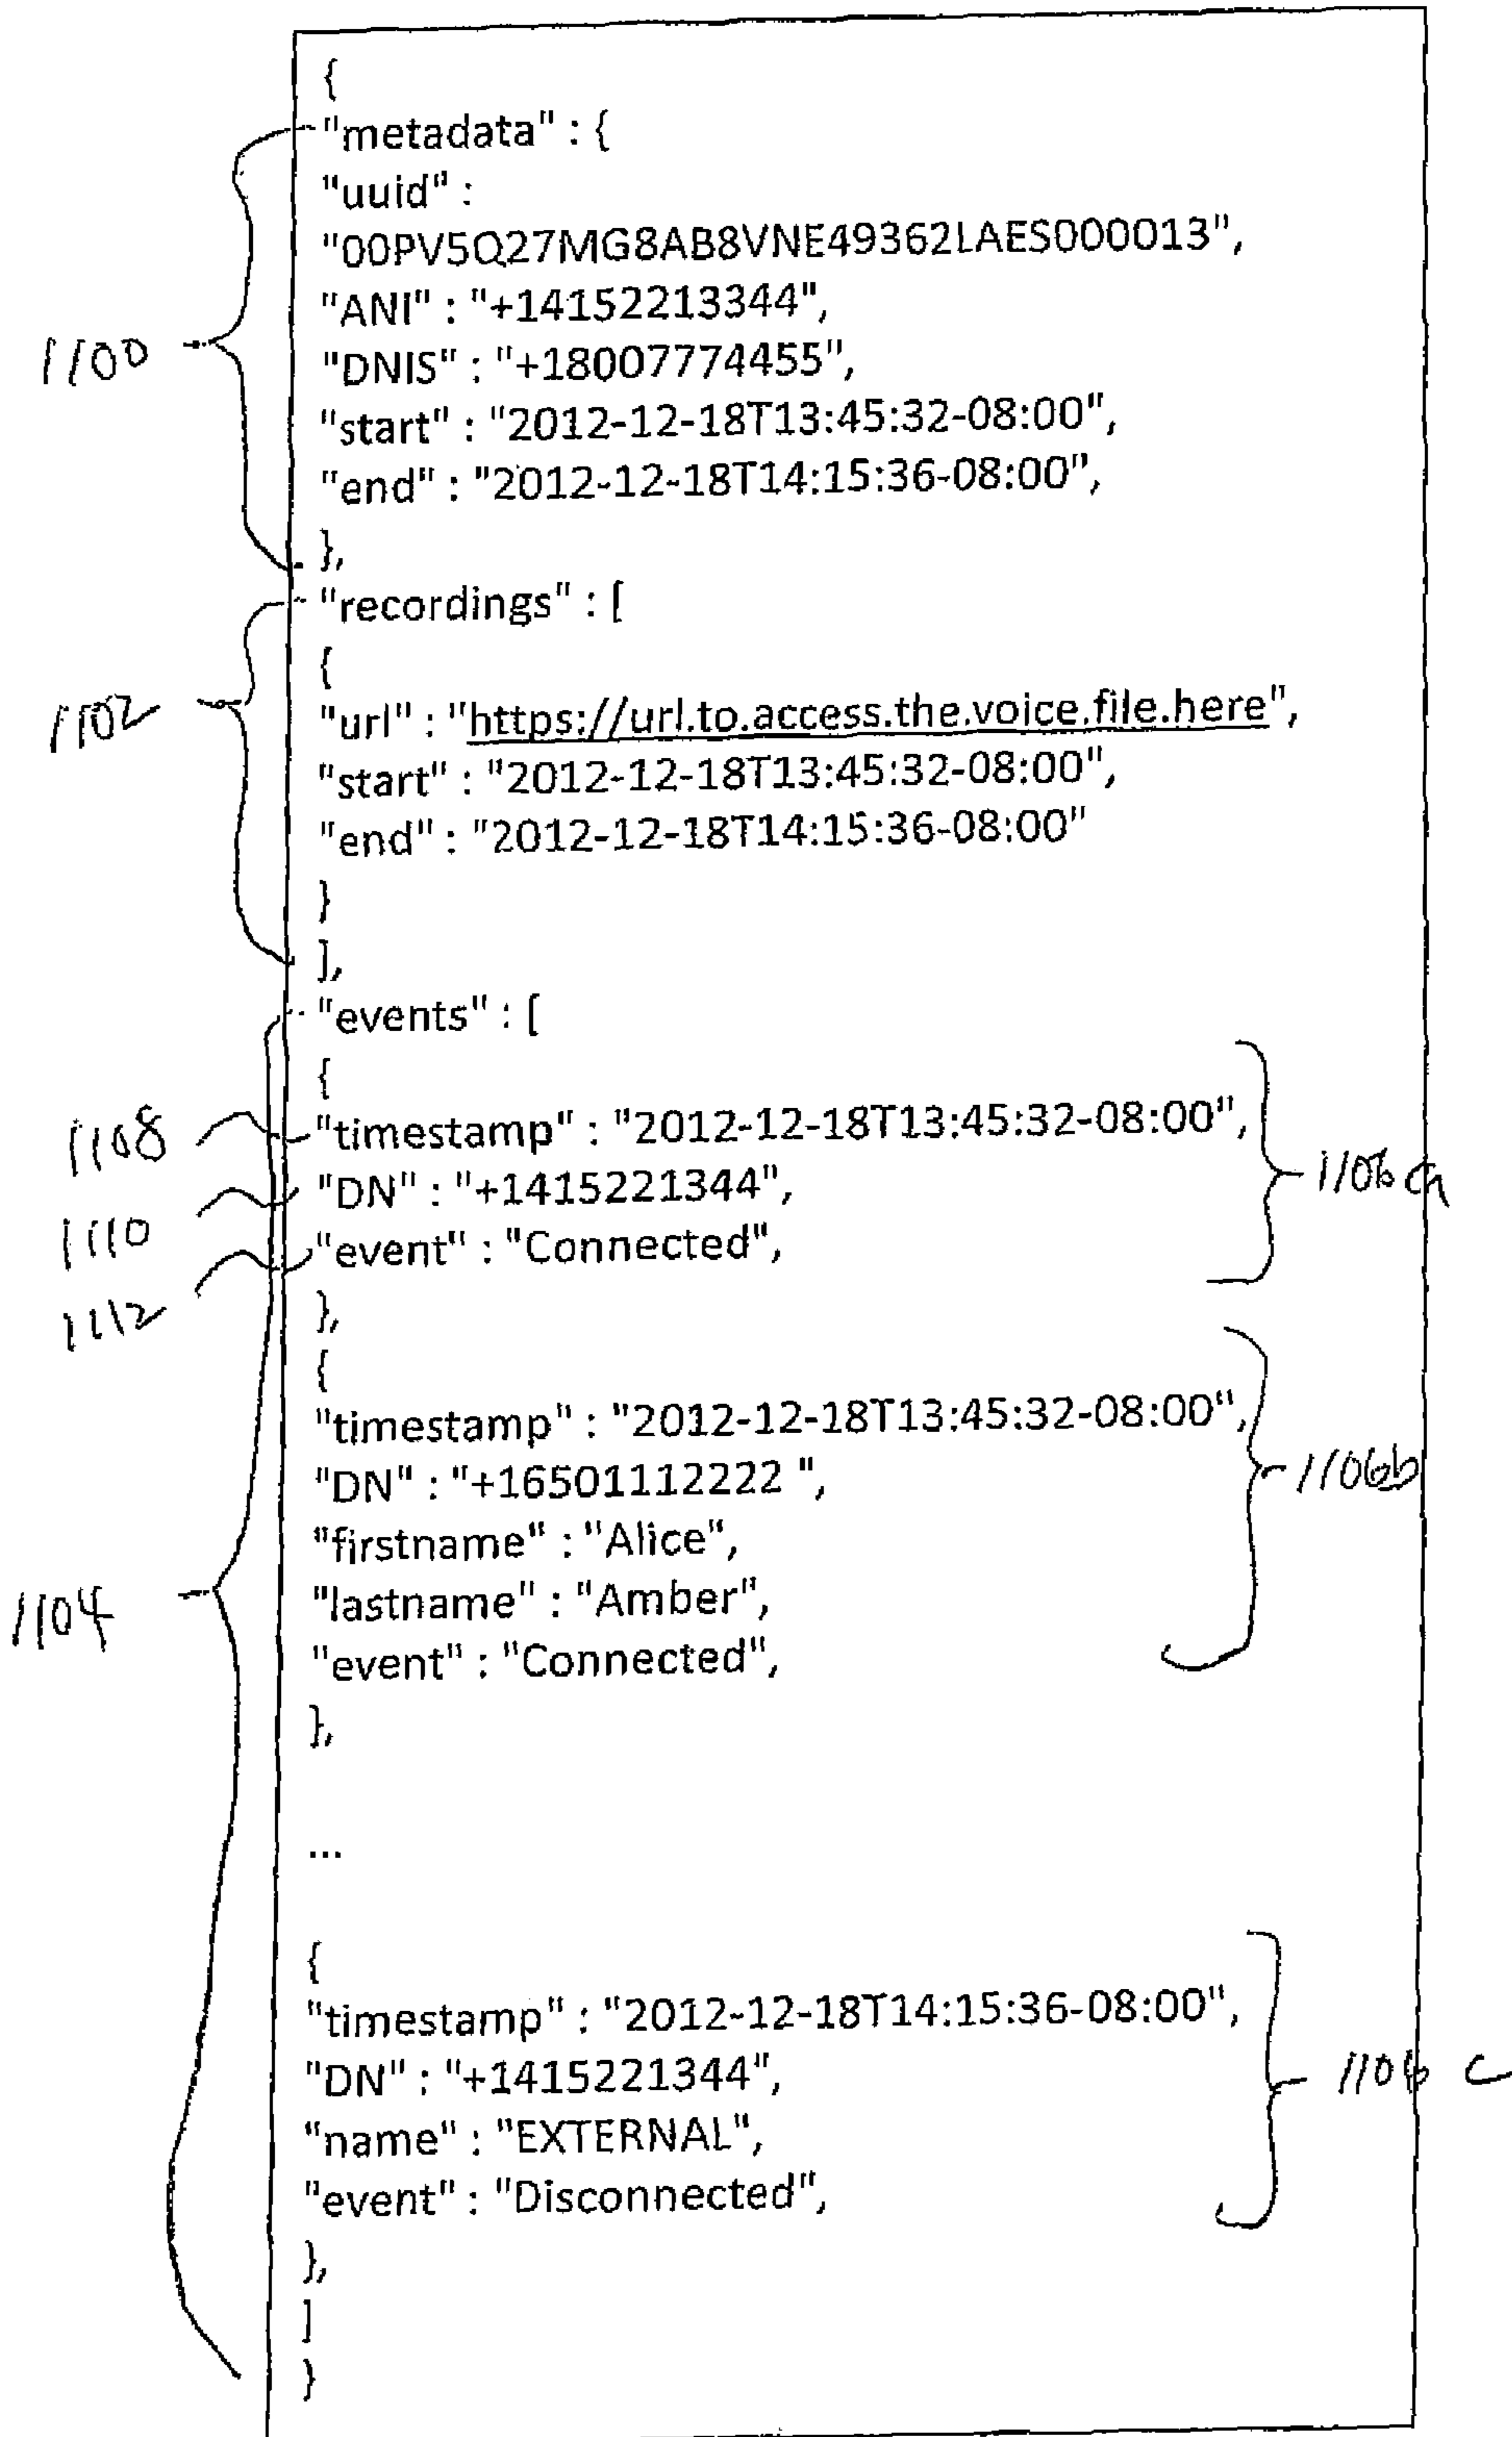 {
"metadata" : {
"uuid" :
"00PV5Q27MG8AB8VNE49362LAES000013",
"ANI" : "+14152213344",
1100
"DNIS" : "+18007774455",
"start" : "2012-12-18T13:45:32-08:00",
"end" : "2012-12-18T14:15:36-08:00",
},
"recordings" : [
{
1102
"url" : "https://url.to.access.the.voice.file.here",
"start" : "2012-12-18T13:45:32-08:00",
"end" : "2012-12-18T14:15:36-08:00"
}
],
"events" : [
{
1108
"timestamp" : "2012-12-18T13:45:32-08:00",
1110
"DN" : "+1415221344",
1106a
1112
"event" : "Connected",
},
{
"timestamp" : "2012-12-18T13:45:32-08:00",
"DN" : "+16501112222 ",
1106b
"firstname" : "Alice",
1104
"lastname" : "Amber",
"event" : "Connected",
},
...
{
"timestamp" : "2012-12-18T14:15:36-08:00",
"DN" : "+1415221344",
1106c
"name" : "EXTERNAL",
"event" : "Disconnected",
},
]
}